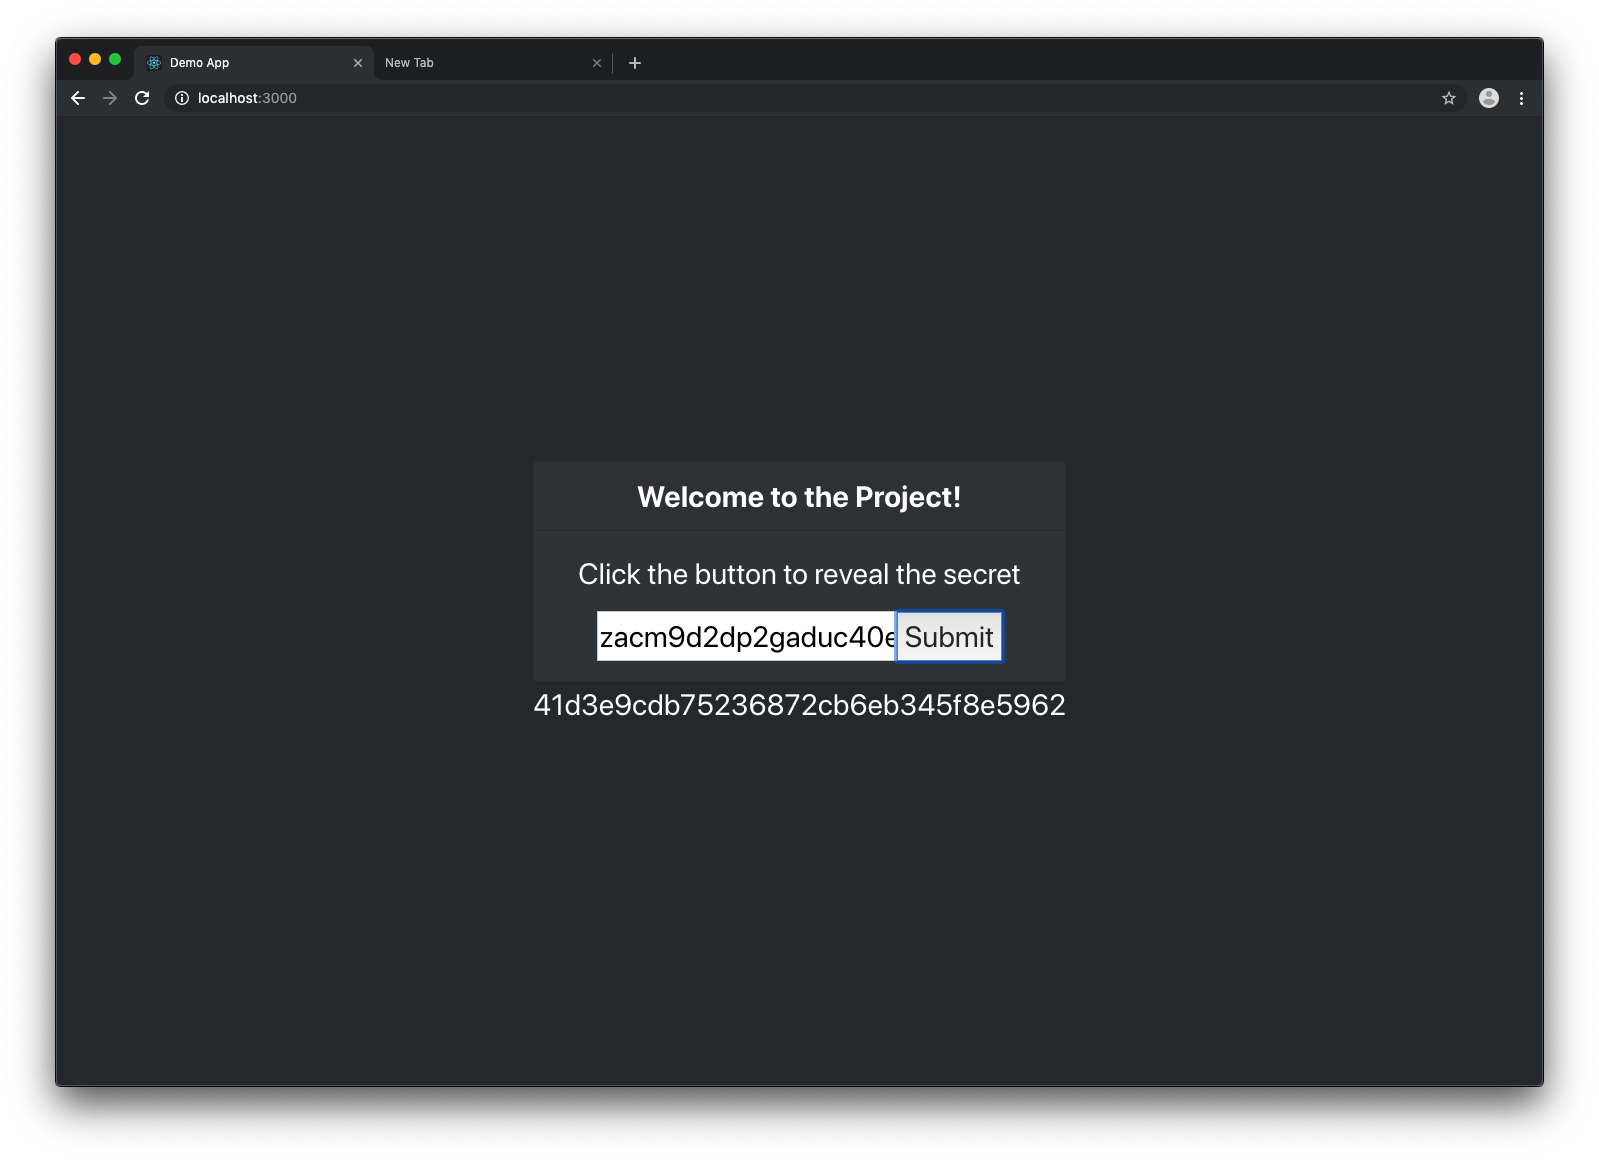 Demo App
New Tab
localhost:3000
Welcome to the Project!
Click the button to reveal the secret
zacm9d2dp2gaduc40e
Submit
41d3e9cdb75236872cb6eb345f8e5962